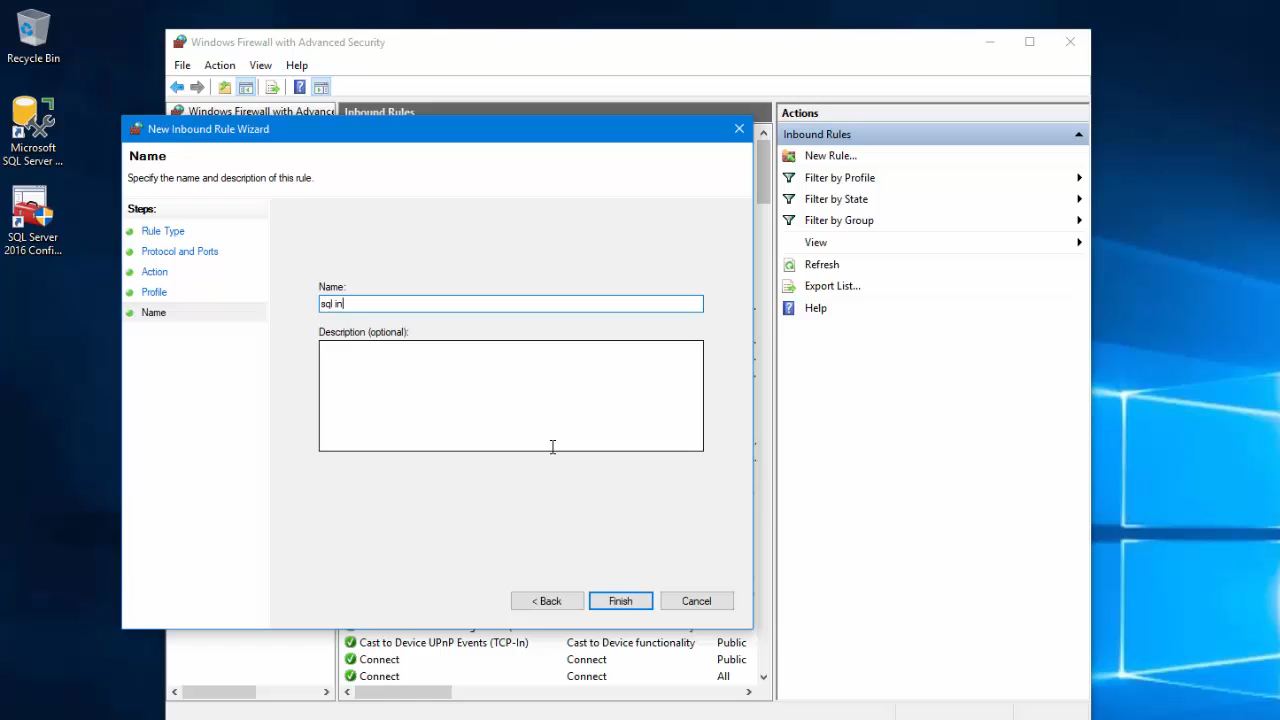 Recycle Bin
Microsoft
SQL Server ...
SQL Server
2016 Confi...
Windows Firewall with Advanced Security
File Action View Help
Windows Firewall with Advance
Inbound Rules
New Inbound Rule Wizard
Name
Specify the name and description of this rule.
Steps:
Rule Type
Protocol and Ports
Action
Profile
Name
Name:
sql in
Description (optional):
< Back Finish Cancel
Cast to Device UPnP Events (TCP-In) Cast to Device functionality Public
Connect Connect Public
Connect Connect All
Actions
Inbound Rules
New Rule...
Filter by Profile
Filter by State
Filter by Group
View
Refresh
Export List...
Help